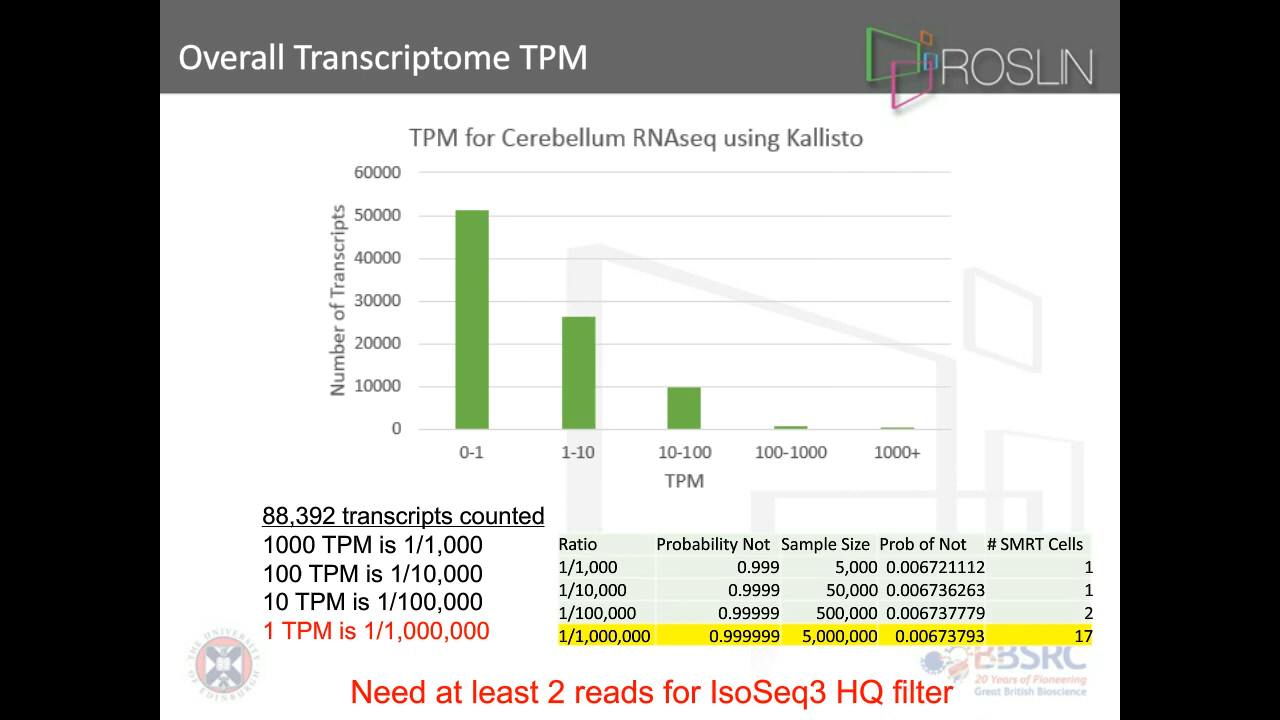 Overall Transcriptome TPM
ROSLIN
TPM for Cerebellum RNAseq using Kallisto
Number of Transcripts
60000
50000
40000
30000
20000
10000
0
0-1 1-10 10-100 100-1000 1000+
TPM
88,392 transcripts counted
1000 TPM is 1/1,000
100 TPM is 1/10,000
10 TPM is 1/100,000
1 TPM is 1/1,000,000
Ratio Probability Not Sample Size Prob of Not # SMRT Cells
1/1,000 0.999 5,000 0.006721112 1
1/10,000 0.9999 50,000 0.006736263 1
1/100,000 0.99999 500,000 0.006737779 2
1/1,000,000 0.999999 5,000,000 0.00673793 17
THE UNIVERSITY
OF EDINBURGH
BBSRC
20 Years of Pioneering
Great British Bioscience
Need at least 2 reads for IsoSeq3 HQ filter